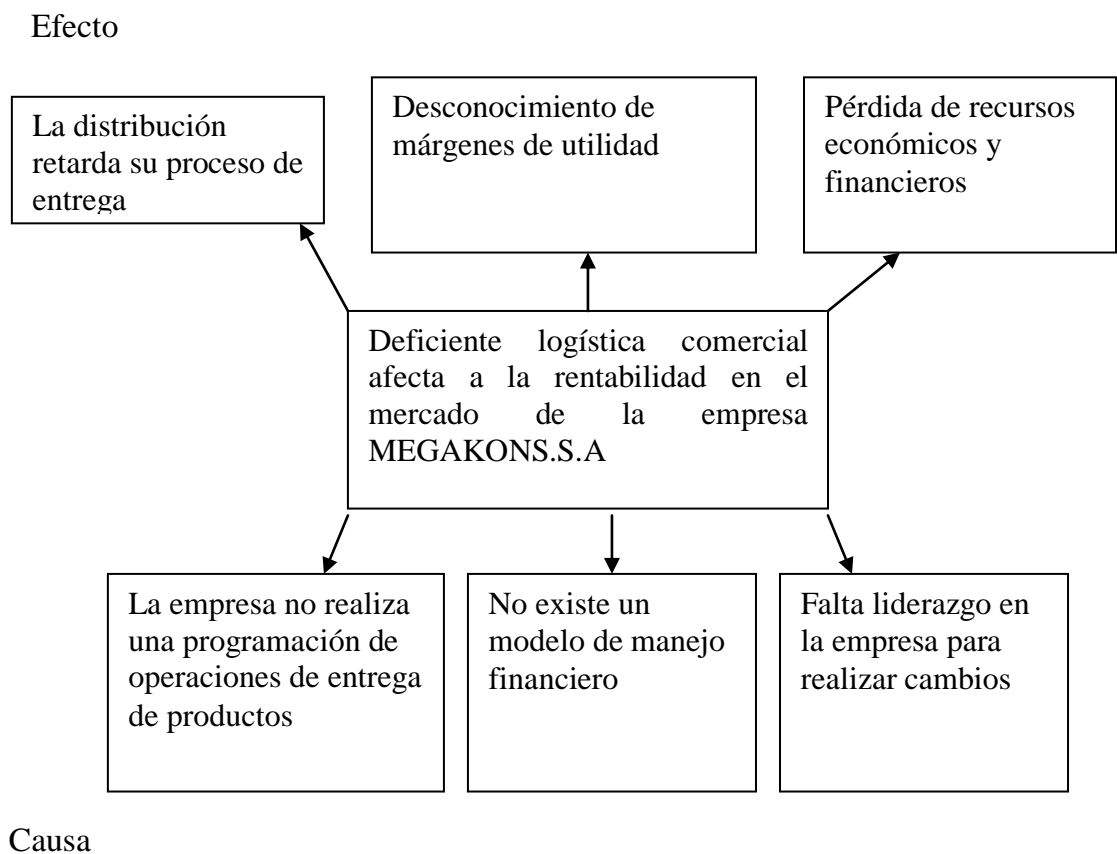 Efecto
La distribución
retarda su proceso de
entrega
Desconocimiento de
márgenes de utilidad
Pérdida de recursos
económicos y
financieros
Deficiente logística comercial
afecta a la rentabilidad en el
mercado de la empresa
MEGAKONS.S.A
La empresa no realiza
una programación de
operaciones de entrega
de productos
No existe un
modelo de manejo
financiero
Falta liderazgo en
la empresa para
realizar cambios
Causa